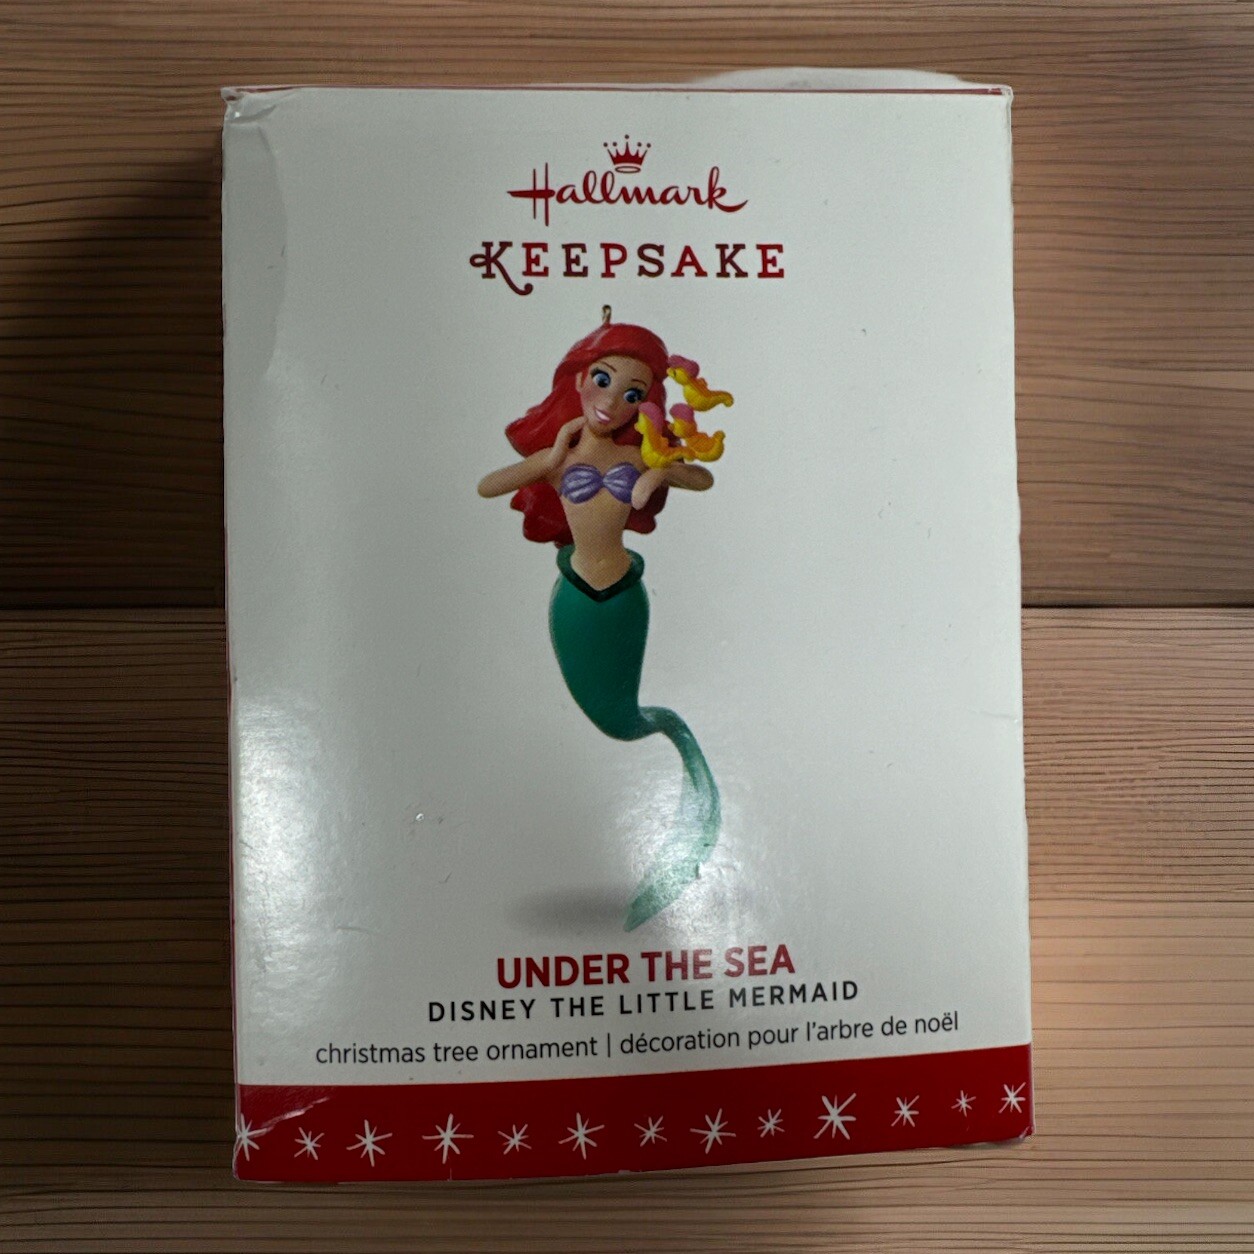 Hallmark
KEEPSAKE
UNDER THE SEA
DISNEY THE LITTLE MERMAID
christmas tree ornament | décoration pour l'arbre de noël